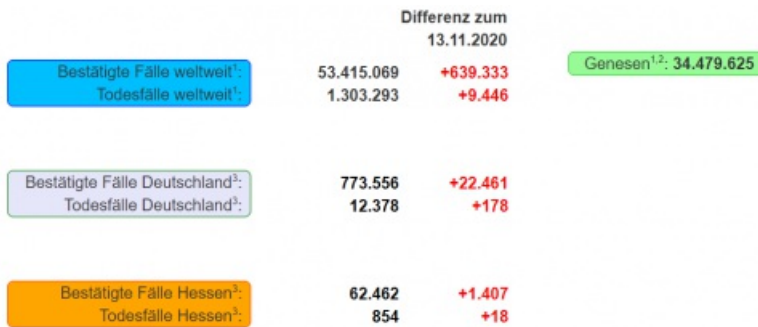 Differenz zum
13.11.2020
Bestätigte Fälle weltweit¹: 53.415.069 +639.333 Genesen¹,²: 34.479.625
Todesfälle weltweit¹: 1.303.293 +9.446
Bestätigte Fälle Deutschland³: 773.556 +22.461
Todesfälle Deutschland³: 12.378 +178
Bestätigte Fälle Hessen³: 62.462 +1.407
Todesfälle Hessen³: 854 +18